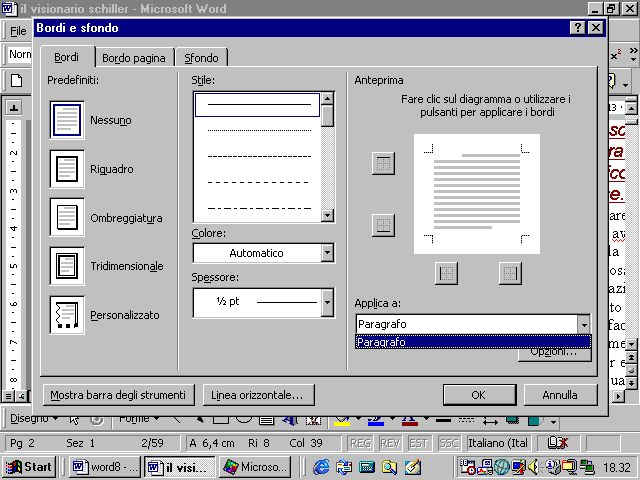 il visionario schiller - Microsoft Word
File
Bordi e sfondo
Norm
Bordi
Bordo pagina
Sfondo
Predefiniti:
Nessuno
Riquadro
Ombreggiatura
Tridimensionale
Personalizzato
Stile:
Colore:
Automatico
Spessore:
½ pt
Anteprima
Fare clic sul diagramma o utilizzare i
pulsanti per applicare i bordi
Applica a:
Paragrafo
Paragrafo
Opzioni...
Mostra barra degli strumenti
Linea orizzontale...
OK
Annulla
Disegno
Forme
Pg 2
Sez 1
2/59
A 6,4 cm
Ri 8
Col 39
REG
REV
EST
SSC
Italiano (Ital
Start
word8 - ...
il visi...
Microso...
18.32